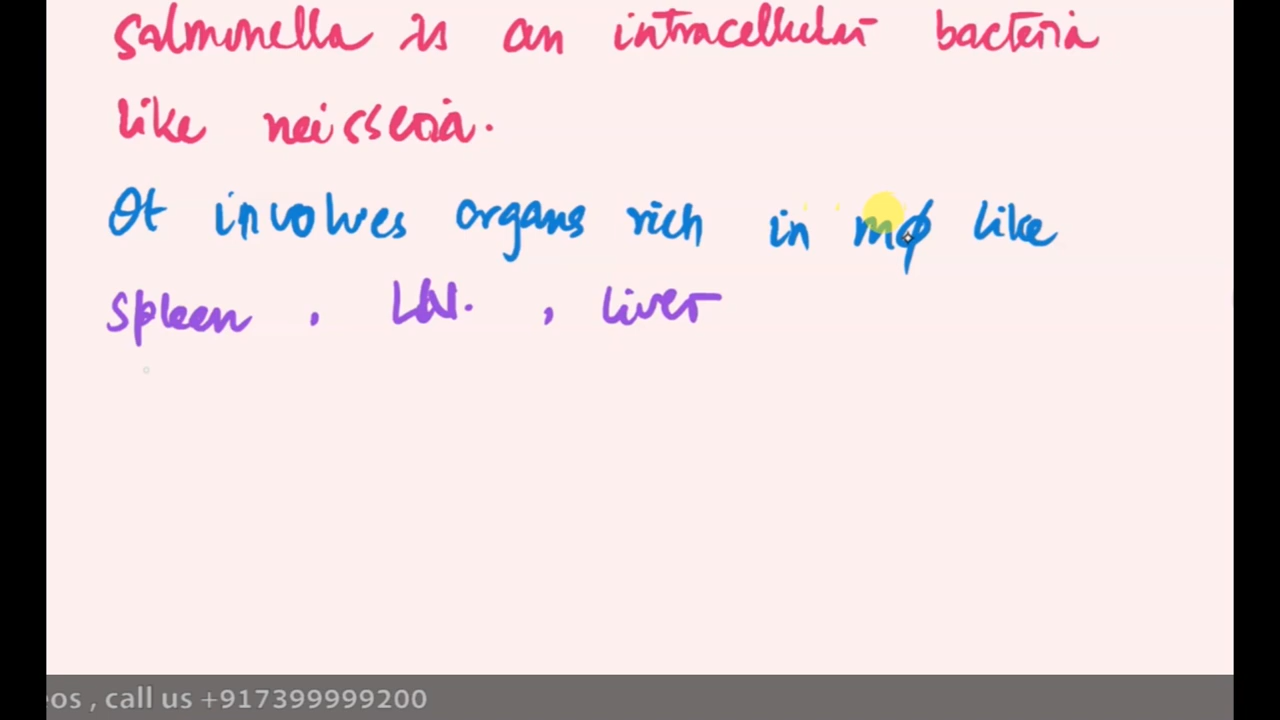 Salmonella is an intracellular bacteria
like neisseria.
It involves organs rich in mϕ like
Spleen , LN. , liver
eos , call us +917399999200